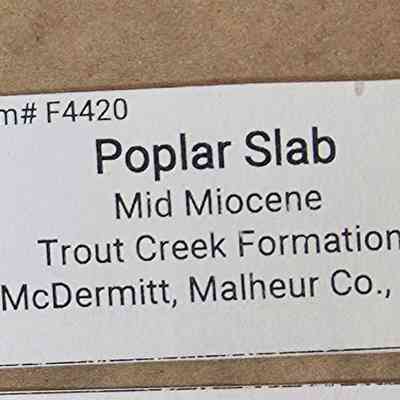 m# F4420
Poplar Slab
Mid Miocene
Trout Creek Formation
McDermitt, Malheur Co.,